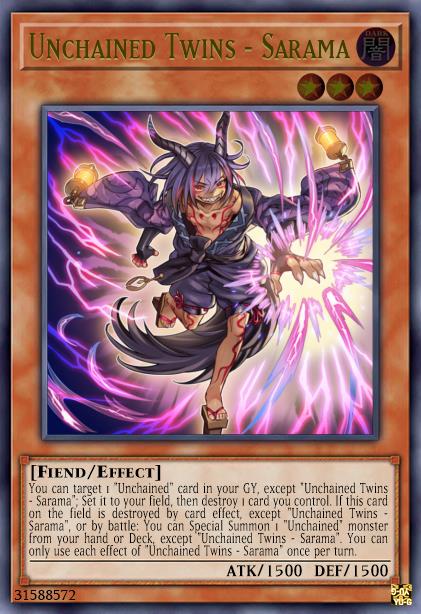 Unchained Twins - Sarama
DARK
闇
[Fiend/Effect]
You can target 1 "Unchained" card in your GY, except "Unchained Twins
- Sarama"; Set it to your field, then destroy 1 card you control. If this card
on the field is destroyed by card effect, except "Unchained Twins -
Sarama", or by battle: You can Special Summon 1 "Unchained" monster
from your hand or Deck, except "Unchained Twins - Sarama". You can
only use each effect of "Unchained Twins - Sarama" once per turn.
ATK/1500 DEF/1500
31588572